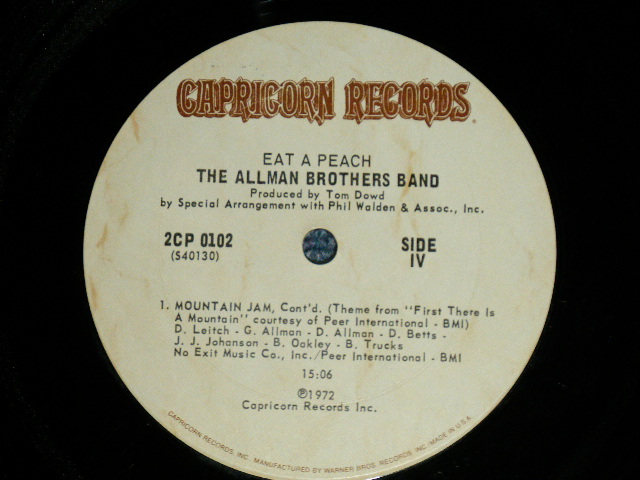 CAPRICORN RECORDS
EAT A PEACH
THE ALLMAN BROTHERS BAND
Produced by Tom Dowd
by Special Arrangement with Phil Walden & Assoc., Inc.
2CP 0102
(S40130)
SIDE
IV
1. MOUNTAIN JAM, Cont'd. (Theme from "First There Is
A Mountain" courtesy of Peer International - BMI)
D. Leitch - G. Allman - D. Allman - D. Betts -
J. J. Johanson - B. Oakley - B. Trucks
No Exit Music Co., Inc./Peer International - BMI
15:06
℗1972
Capricorn Records Inc.
CAPRICORN RECORDS, INC. MANUFACTURED BY WARNER BROS. RECORDS INC. MADE IN U.S.A.